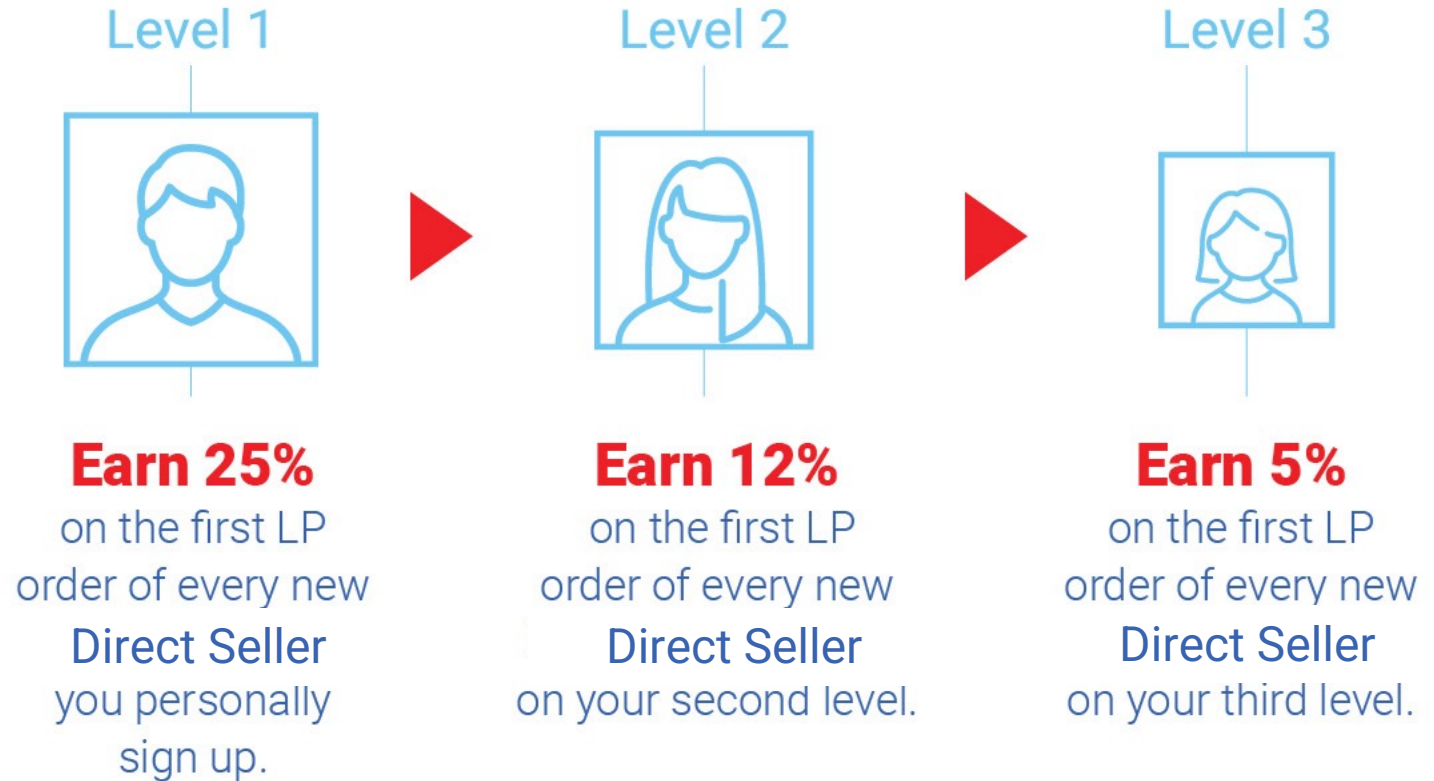 Level 1
Earn 25%
on the first LP
order of every new
Direct Seller
you personally
sign up.
Level 2
Earn 12%
on the first LP
order of every new
Direct Seller
on your second level.
Level 3
Earn 5%
on the first LP
order of every new
Direct Seller
on your third level.